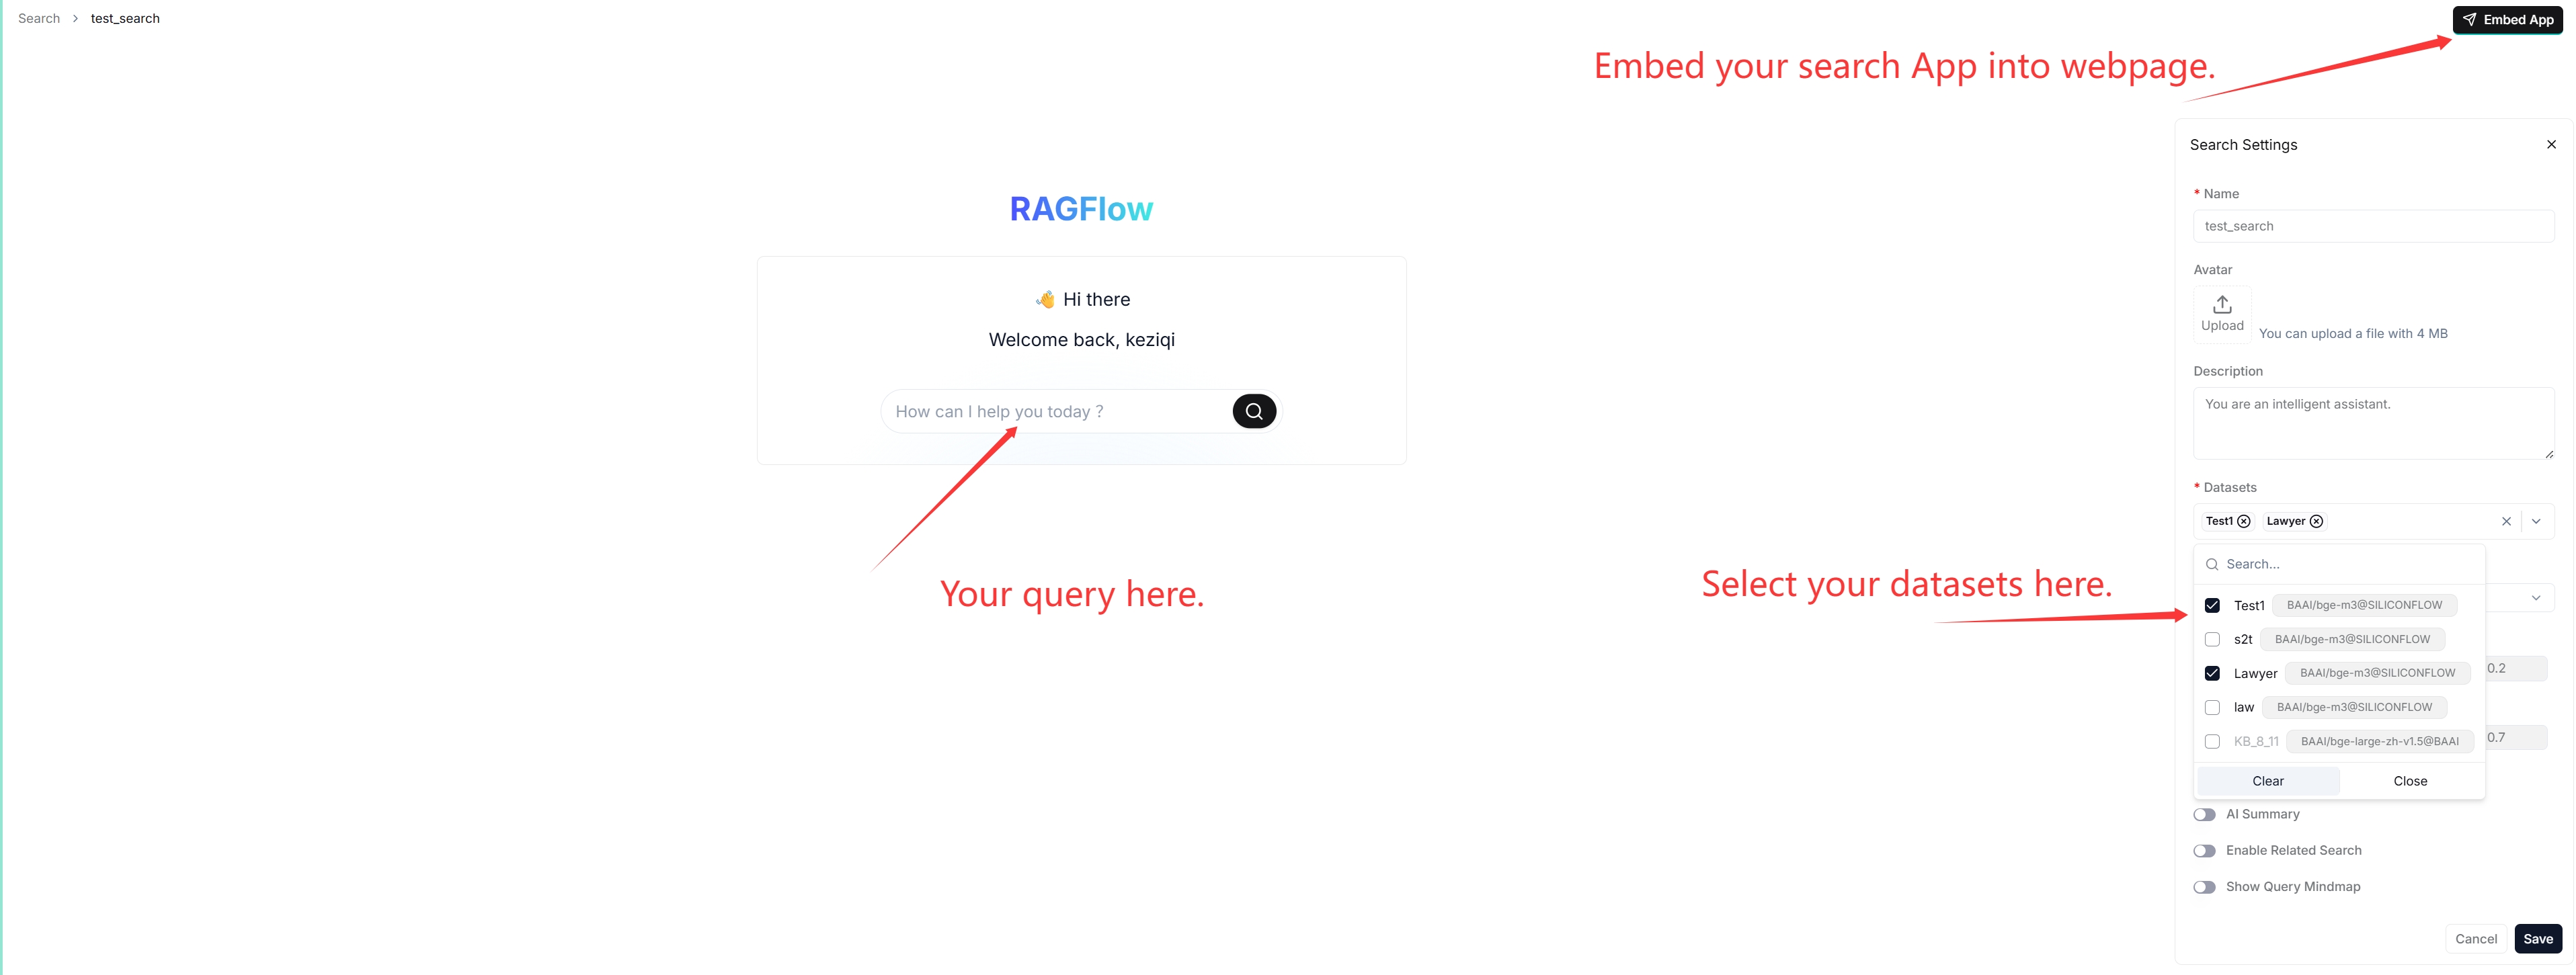 Search > test_search
Embed App
Embed your search App into webpage.
RAGFlow
👋 Hi there
Welcome back, keziqi
How can I help you today ?
Your query here.
Search Settings
* Name
test_search
Avatar
Upload
You can upload a file with 4 MB
Description
You are an intelligent assistant.
* Datasets
Test1 Lawyer
Select your datasets here.
Search...
Test1 BAAI/bge-m3@SILICONFLOW
s2t BAAI/bge-m3@SILICONFLOW
Lawyer BAAI/bge-m3@SILICONFLOW
0.2
law BAAI/bge-m3@SILICONFLOW
KB_8_11 BAAI/bge-large-zh-v1.5@BAAI
0.7
Clear Close
AI Summary
Enable Related Search
Show Query Mindmap
Cancel Save